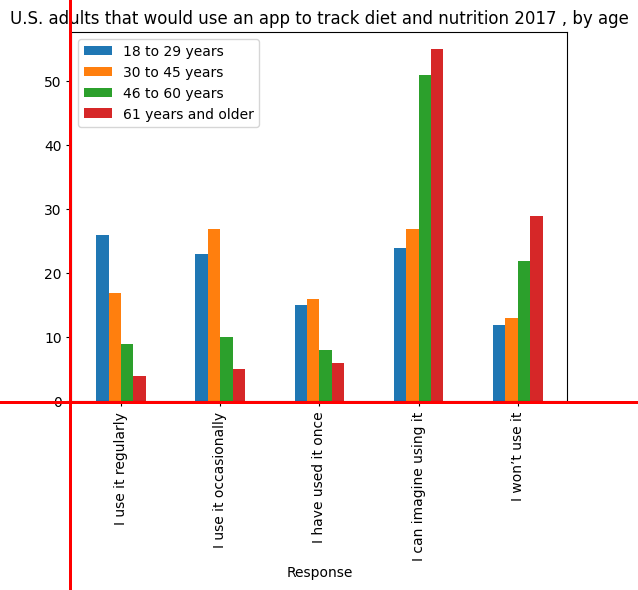 U.S. adults that would use an app to track diet and nutrition 2017 , by age
18 to 29 years
30 to 45 years
46 to 60 years
61 years and older
50
40
30
20
10
0
I use it regularly
I use it occasionally
I have used it once
I can imagine using it
I won't use it
Response